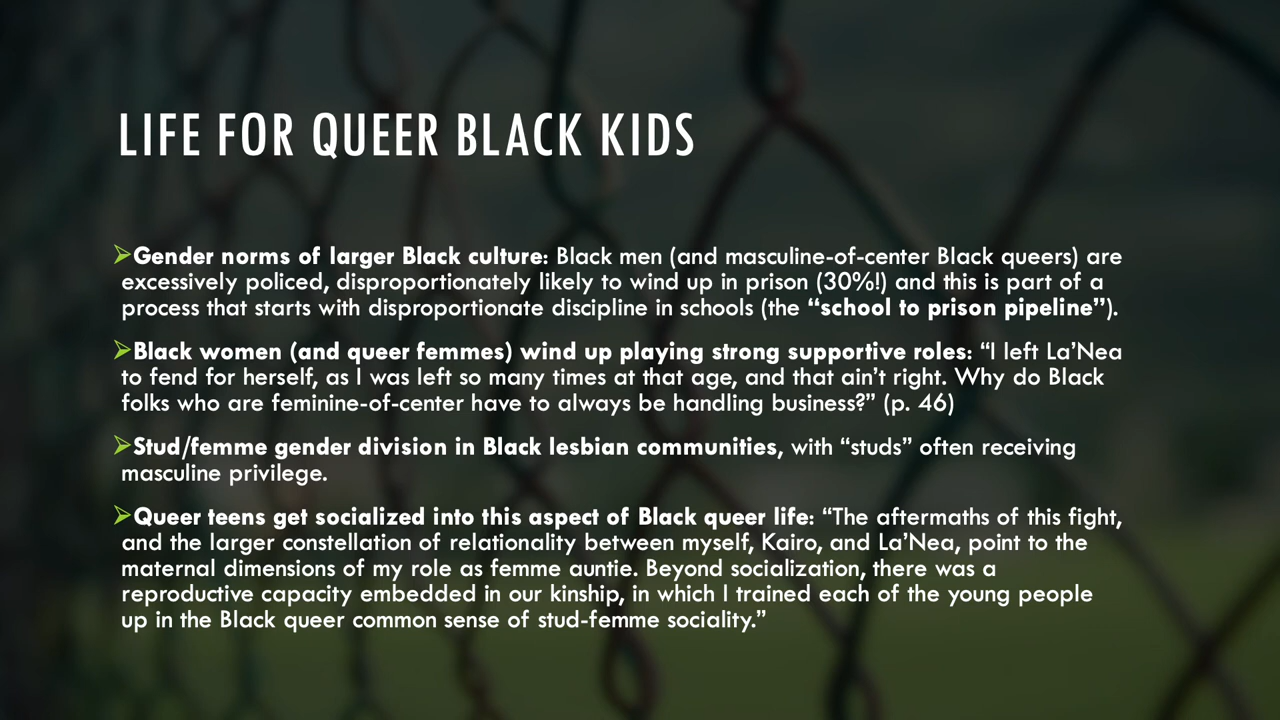 LIFE FOR QUEER BLACK KIDS
➢Gender norms of larger Black culture: Black men (and masculine-of-center Black queers) are
excessively policed, disproportionately likely to wind up in prison (30%!) and this is part of a
process that starts with disproportionate discipline in schools (the “school to prison pipeline”).
➢Black women (and queer femmes) wind up playing strong supportive roles: “I left La’Nea
to fend for herself, as I was left so many times at that age, and that ain’t right. Why do Black
folks who are feminine-of-center have to always be handling business?” (p. 46)
➢Stud/femme gender division in Black lesbian communities, with “studs” often receiving
masculine privilege.
➢Queer teens get socialized into this aspect of Black queer life: “The aftermaths of this fight,
and the larger constellation of relationality between myself, Kairo, and La’Nea, point to the
maternal dimensions of my role as femme auntie. Beyond socialization, there was a
reproductive capacity embedded in our kinship, in which I trained each of the young people
up in the Black queer common sense of stud-femme sociality.”